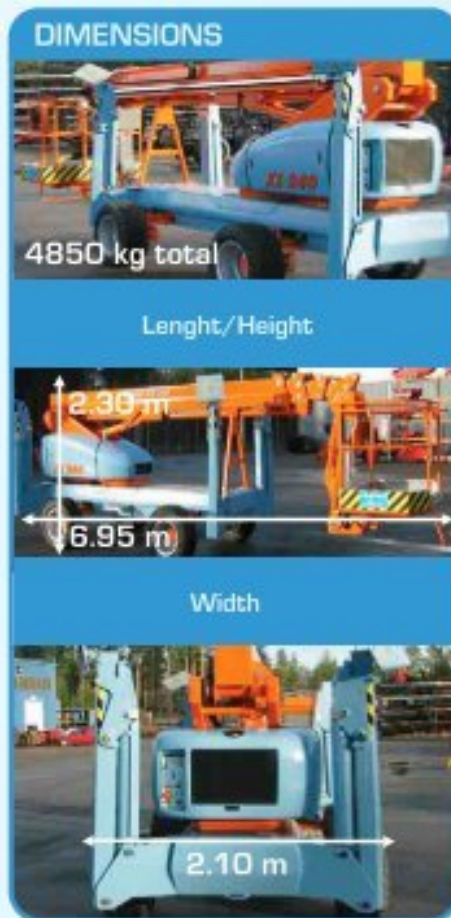 DIMENSIONS
4850 kg total
Lenght/Height
2.30 m
6.95 m
Width
2.10 m